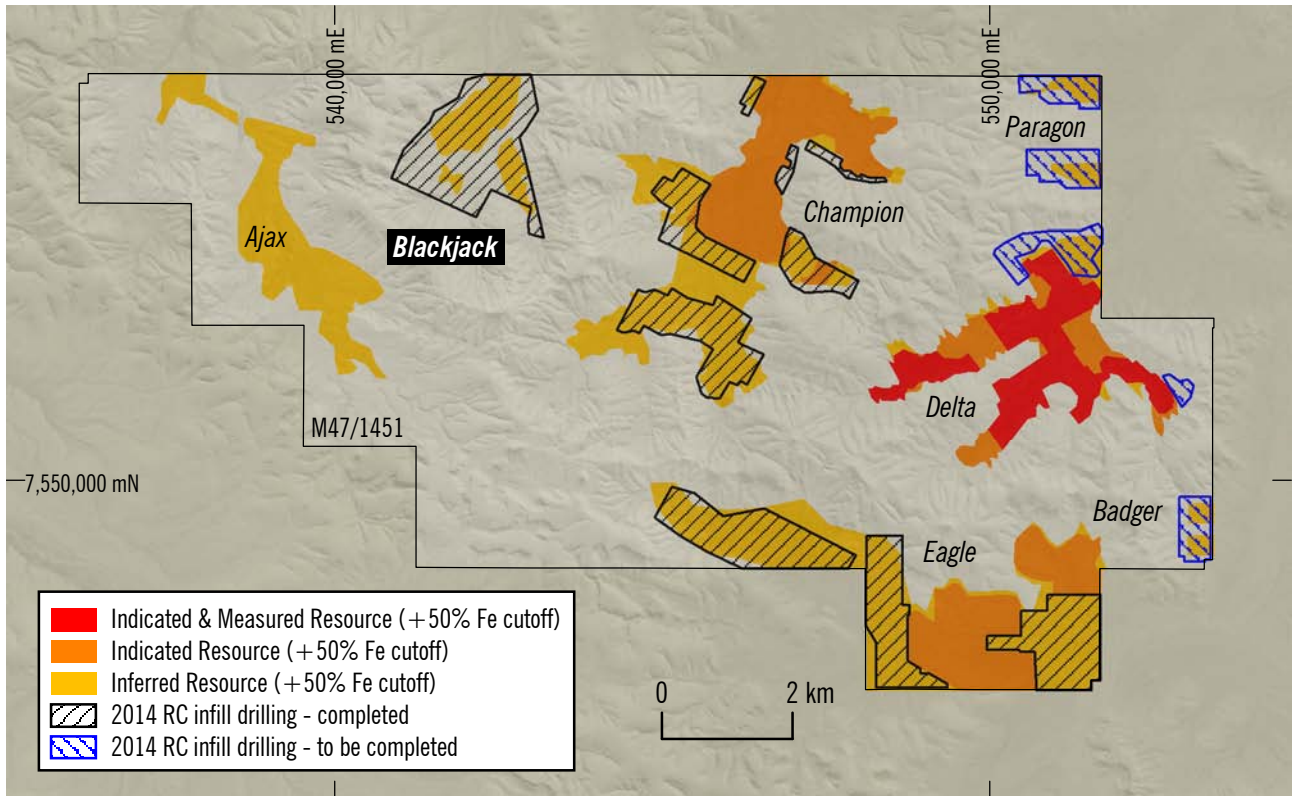 540,000 mE
550,000 mE
Paragon
Champion
Ajax
Blackjack
Delta
M47/1451
7,550,000 mN
Badger
Eagle
Indicated & Measured Resource (+50% Fe cutoff)
Indicated Resource (+50% Fe cutoff)
Inferred Resource (+50% Fe cutoff)
2014 RC infill drilling - completed
2014 RC infill drilling - to be completed
0 2 km